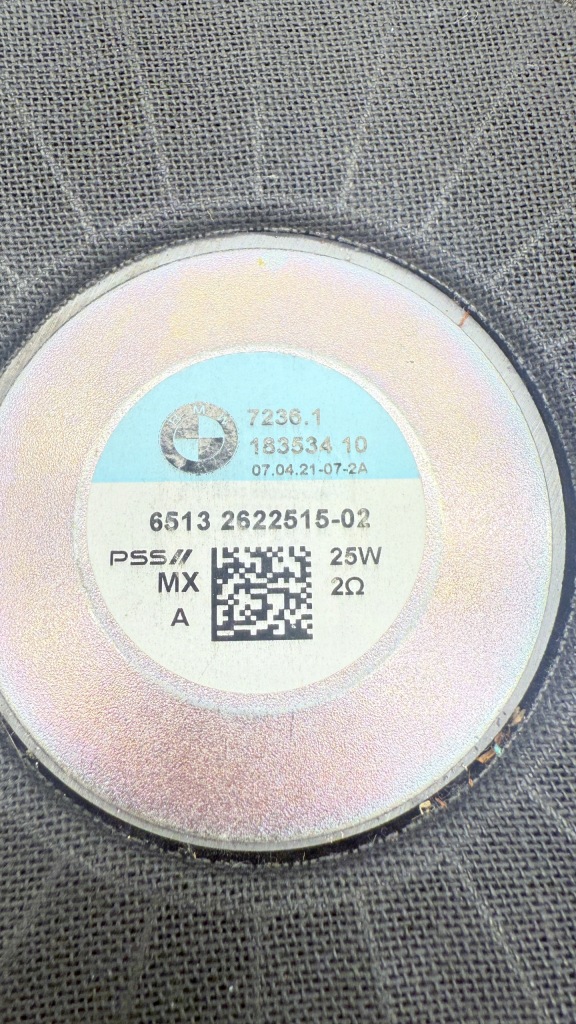 7236.1
183534 10
07.04.21-07-2A
6513 2622515-02
PSS// 25W
MX 2Ω
A